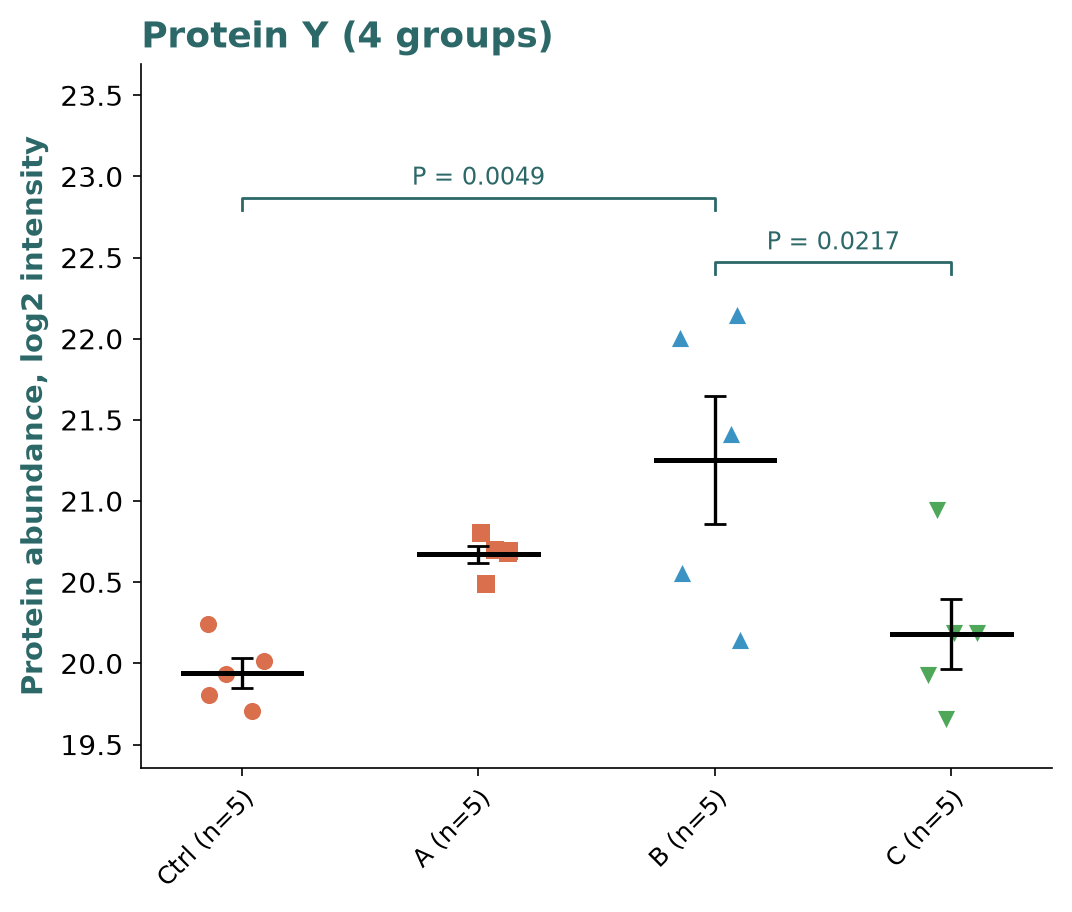 Protein Y (4 groups)
Protein abundance, log2 intensity
23.5
23.0
22.5
22.0
21.5
21.0
20.5
20.0
19.5
P = 0.0049
P = 0.0217
Ctrl (n=5)
A (n=5)
B (n=5)
C (n=5)